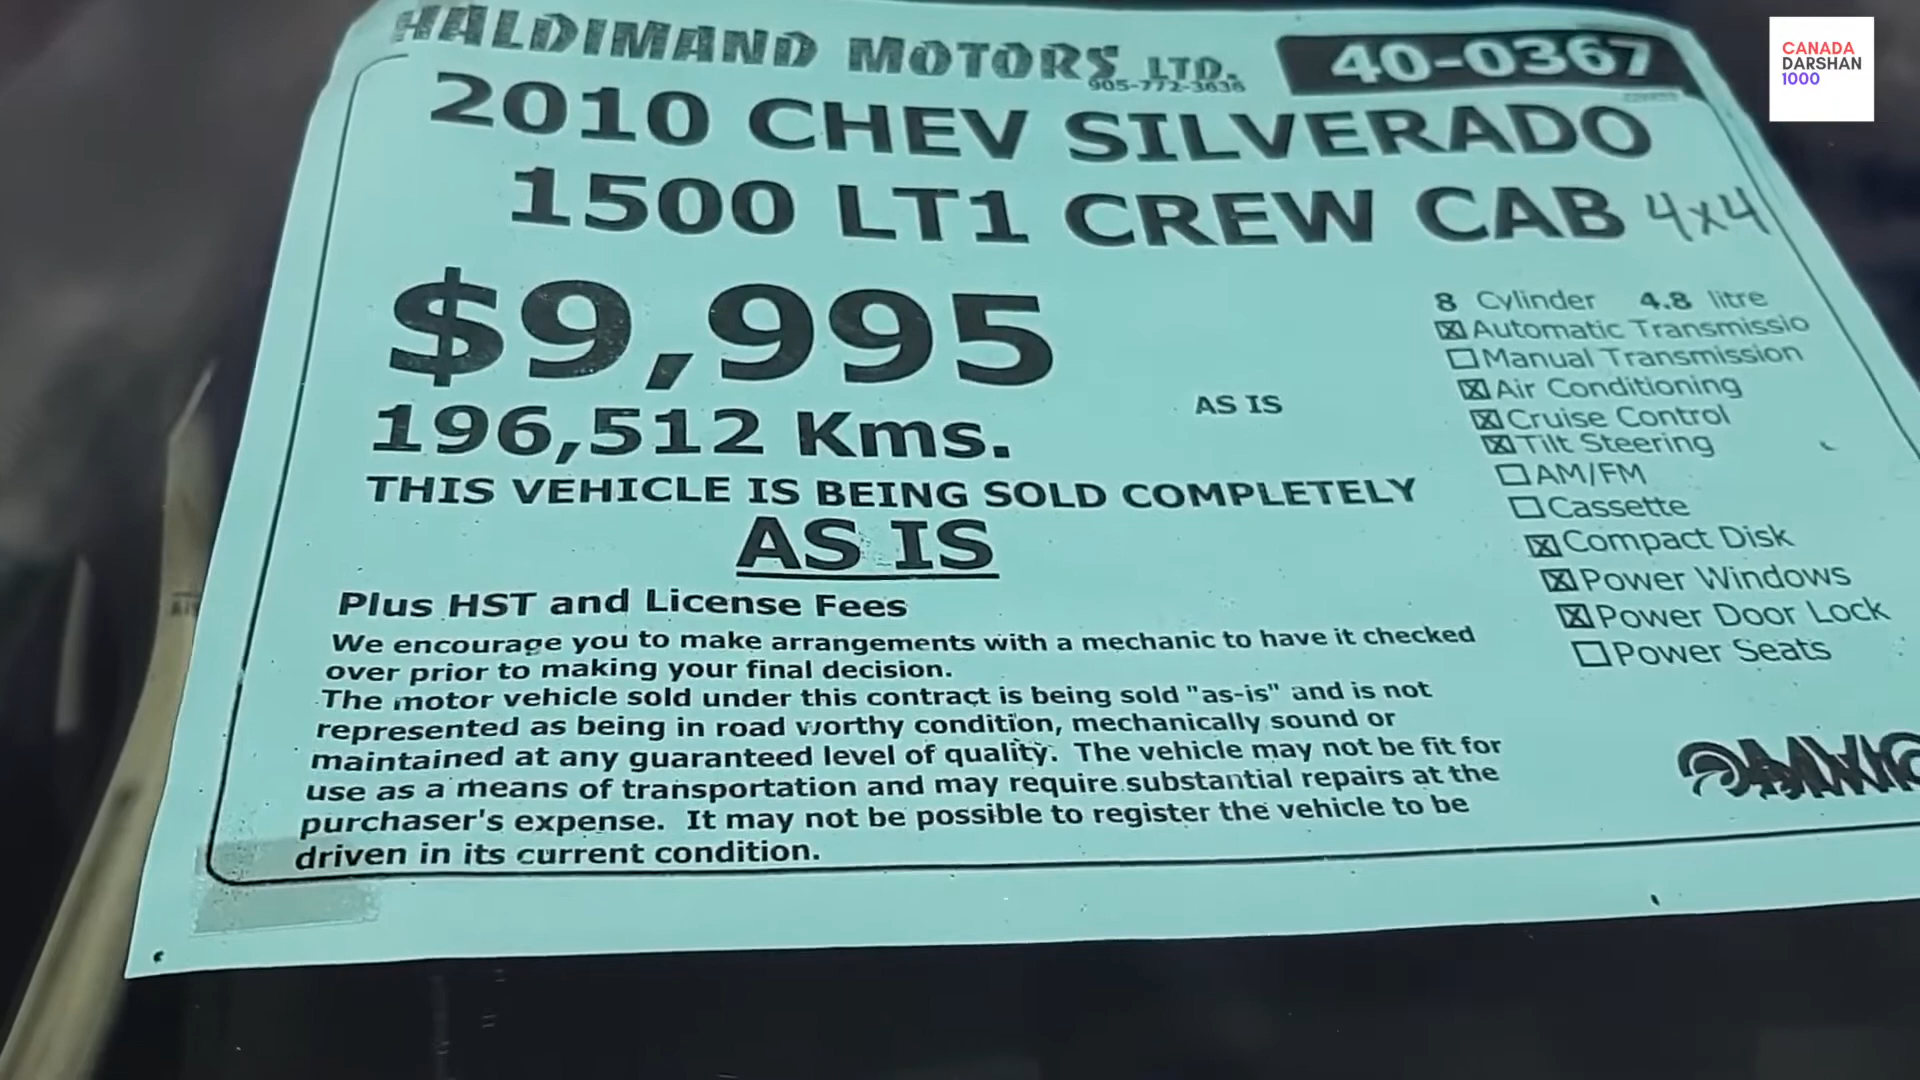 HALDIMAND MOTORS LTD.
905-772-3636
40-0367
2010 CHEV SILVERADO
1500 LT1 CREW CAB 4x4
$9,995
196,512 Kms.
AS IS
THIS VEHICLE IS BEING SOLD COMPLETELY
AS IS
Plus HST and License Fees
We encourage you to make arrangements with a mechanic to have it checked
over prior to making your final decision.
The motor vehicle sold under this contract is being sold "as-is" and is not
represented as being in road worthy condition, mechanically sound or
maintained at any guaranteed level of quality. The vehicle may not be fit for
use as a means of transportation and may require substantial repairs at the
purchaser's expense. It may not be possible to register the vehicle to be
driven in its current condition.
8 Cylinder 4.8 litre
☒ Automatic Transmissio
☐ Manual Transmission
☒ Air Conditioning
☒ Cruise Control
☒ Tilt Steering
☐ AM/FM
☐ Cassette
☒ Compact Disk
☒ Power Windows
☒ Power Door Lock
☐ Power Seats
CANADA
DARSHAN
1000